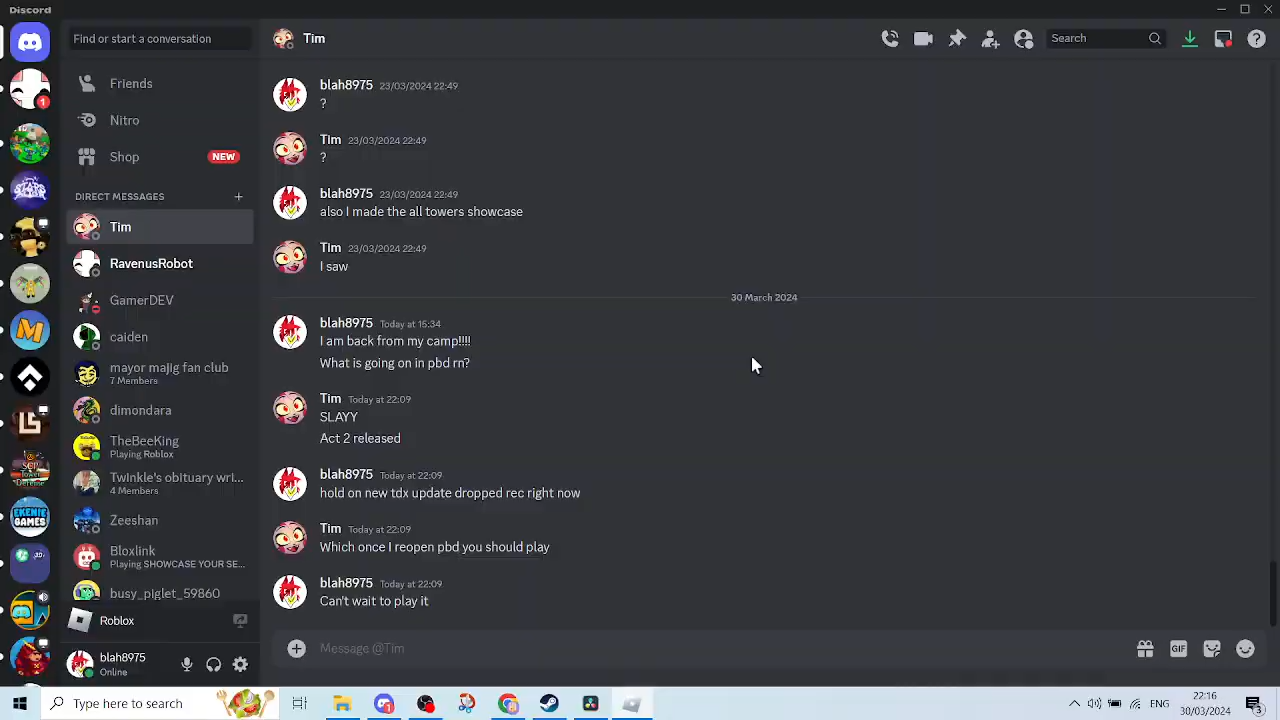 Discord
Find or start a conversation
Friends
Nitro
Shop
NEW
DIRECT MESSAGES
Tim
RavenusRobot
GamerDEV
caiden
mayor majig fan club
7 Members
dimondara
TheBeeKing
Playing Roblox
Twinkle's obituary wri...
4 Members
Zeeshan
Bloxlink
Playing SHOWCASE YOUR SE...
busy_piglet_59860
Roblox
blah8975
Online
Tim
Search
blah8975 23/03/2024 22:49
?
Tim 23/03/2024 22:49
?
blah8975 23/03/2024 22:49
also I made the all towers showcase
Tim 23/03/2024 22:49
I saw
30 March 2024
blah8975 Today at 15:34
I am back from my camp!!!!
What is going on in pbd rn?
Tim Today at 22:09
SLAYY
Act 2 released
blah8975 Today at 22:09
hold on new tdx update dropped rec right now
Tim Today at 22:09
Which once I reopen pbd you should play
blah8975 Today at 22:09
Can't wait to play it
Message @Tim
GIF
Type here to search
ENG
22:16
30/03/2024
3